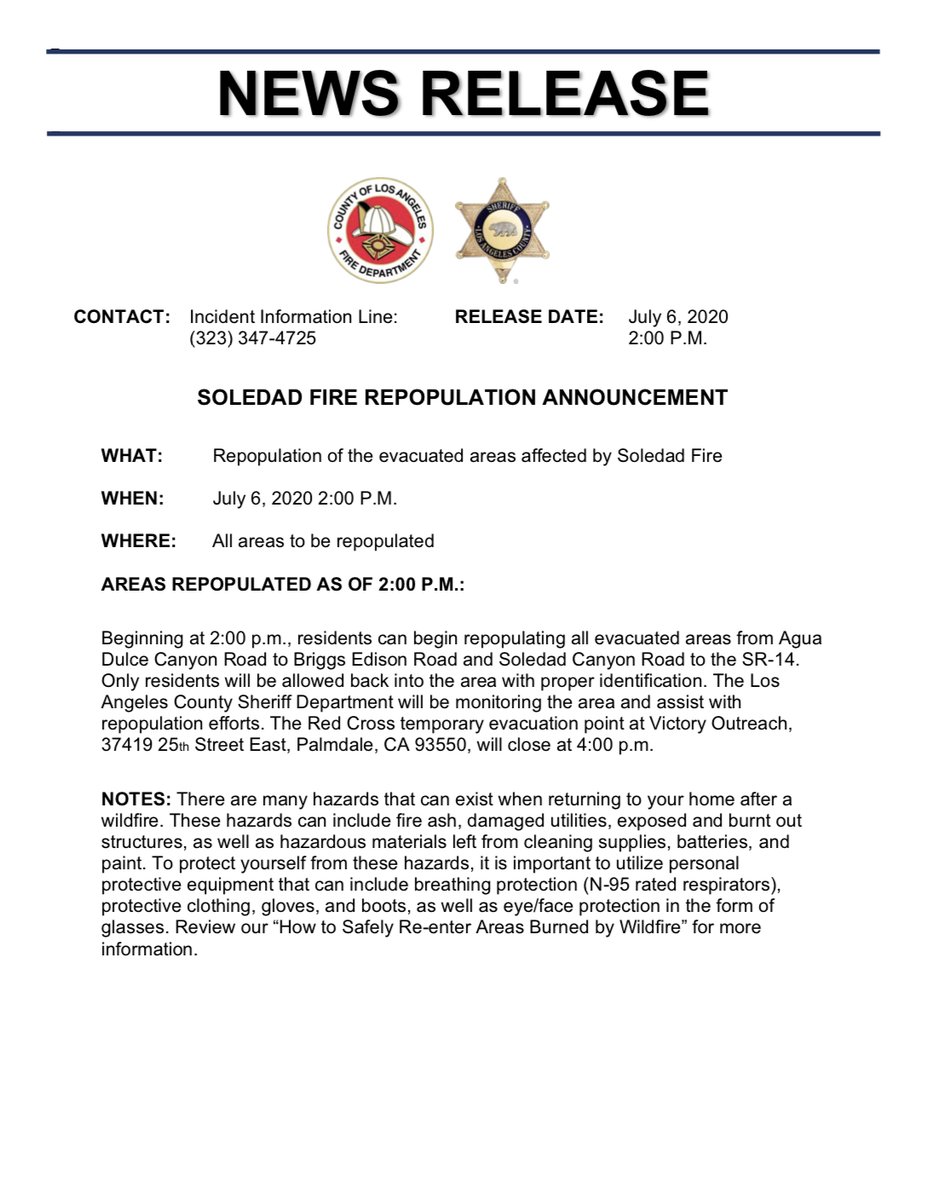 NEWS RELEASE
COUNTY OF LOS ANGELES
FIRE DEPARTMENT
SHERIFF
LOS ANGELES COUNTY
®
CONTACT: Incident Information Line: RELEASE DATE: July 6, 2020
(323) 347-4725 2:00 P.M.
SOLEDAD FIRE REPOPULATION ANNOUNCEMENT
WHAT: Repopulation of the evacuated areas affected by Soledad Fire
WHEN: July 6, 2020 2:00 P.M.
WHERE: All areas to be repopulated
AREAS REPOPULATED AS OF 2:00 P.M.:
Beginning at 2:00 p.m., residents can begin repopulating all evacuated areas from Agua
Dulce Canyon Road to Briggs Edison Road and Soledad Canyon Road to the SR-14.
Only residents will be allowed back into the area with proper identification. The Los
Angeles County Sheriff Department will be monitoring the area and assist with
repopulation efforts. The Red Cross temporary evacuation point at Victory Outreach,
37419 25th Street East, Palmdale, CA 93550, will close at 4:00 p.m.
NOTES: There are many hazards that can exist when returning to your home after a
wildfire. These hazards can include fire ash, damaged utilities, exposed and burnt out
structures, as well as hazardous materials left from cleaning supplies, batteries, and
paint. To protect yourself from these hazards, it is important to utilize personal
protective equipment that can include breathing protection (N-95 rated respirators),
protective clothing, gloves, and boots, as well as eye/face protection in the form of
glasses. Review our “How to Safely Re-enter Areas Burned by Wildfire” for more
information.